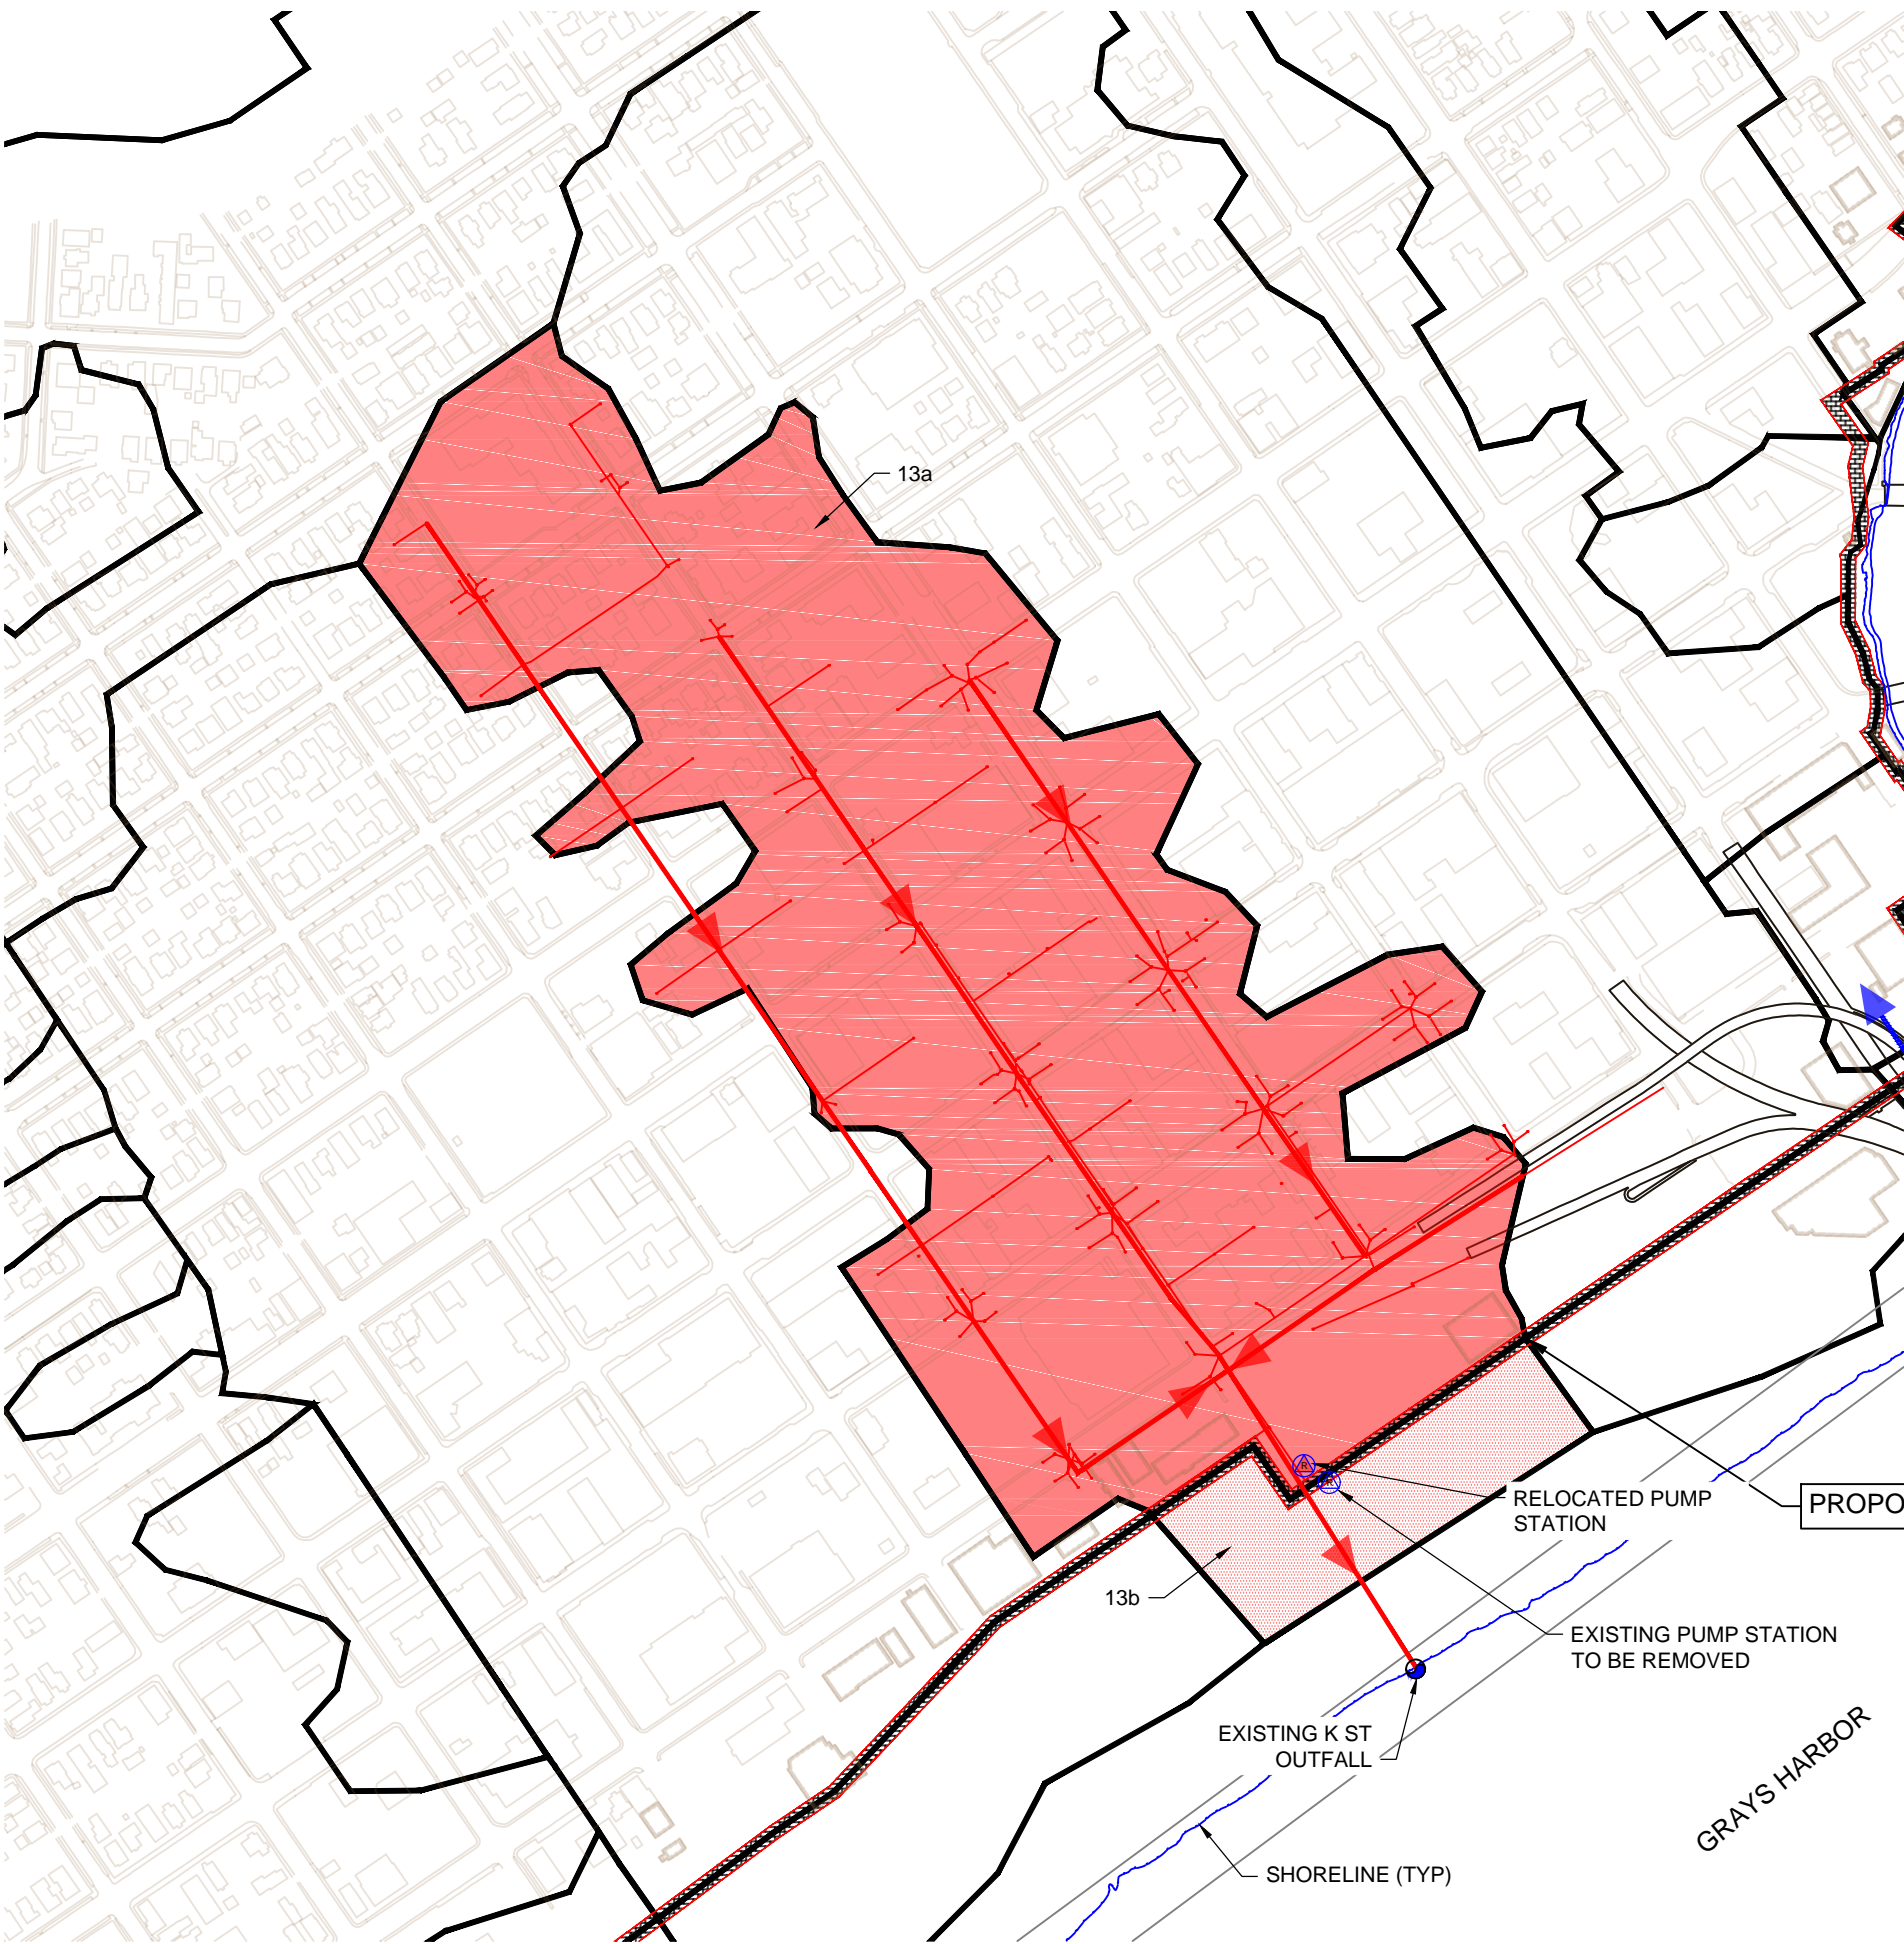 13a
RELOCATED PUMP
STATION
PROPO
13b
EXISTING PUMP STATION
TO BE REMOVED
EXISTING K ST
OUTFALL
GRAYS HARBOR
SHORELINE (TYP)